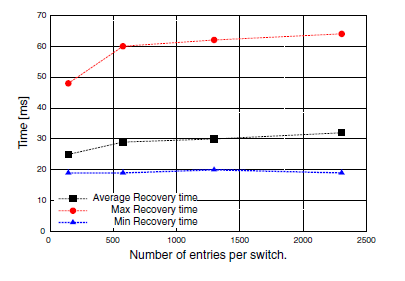 70
60
50
40
30
20
10
0
Time [ms]
Average Recovery time
Max Recovery time
Min Recovery time
0 500 1000 1500 2000 2500
Number of entries per switch.